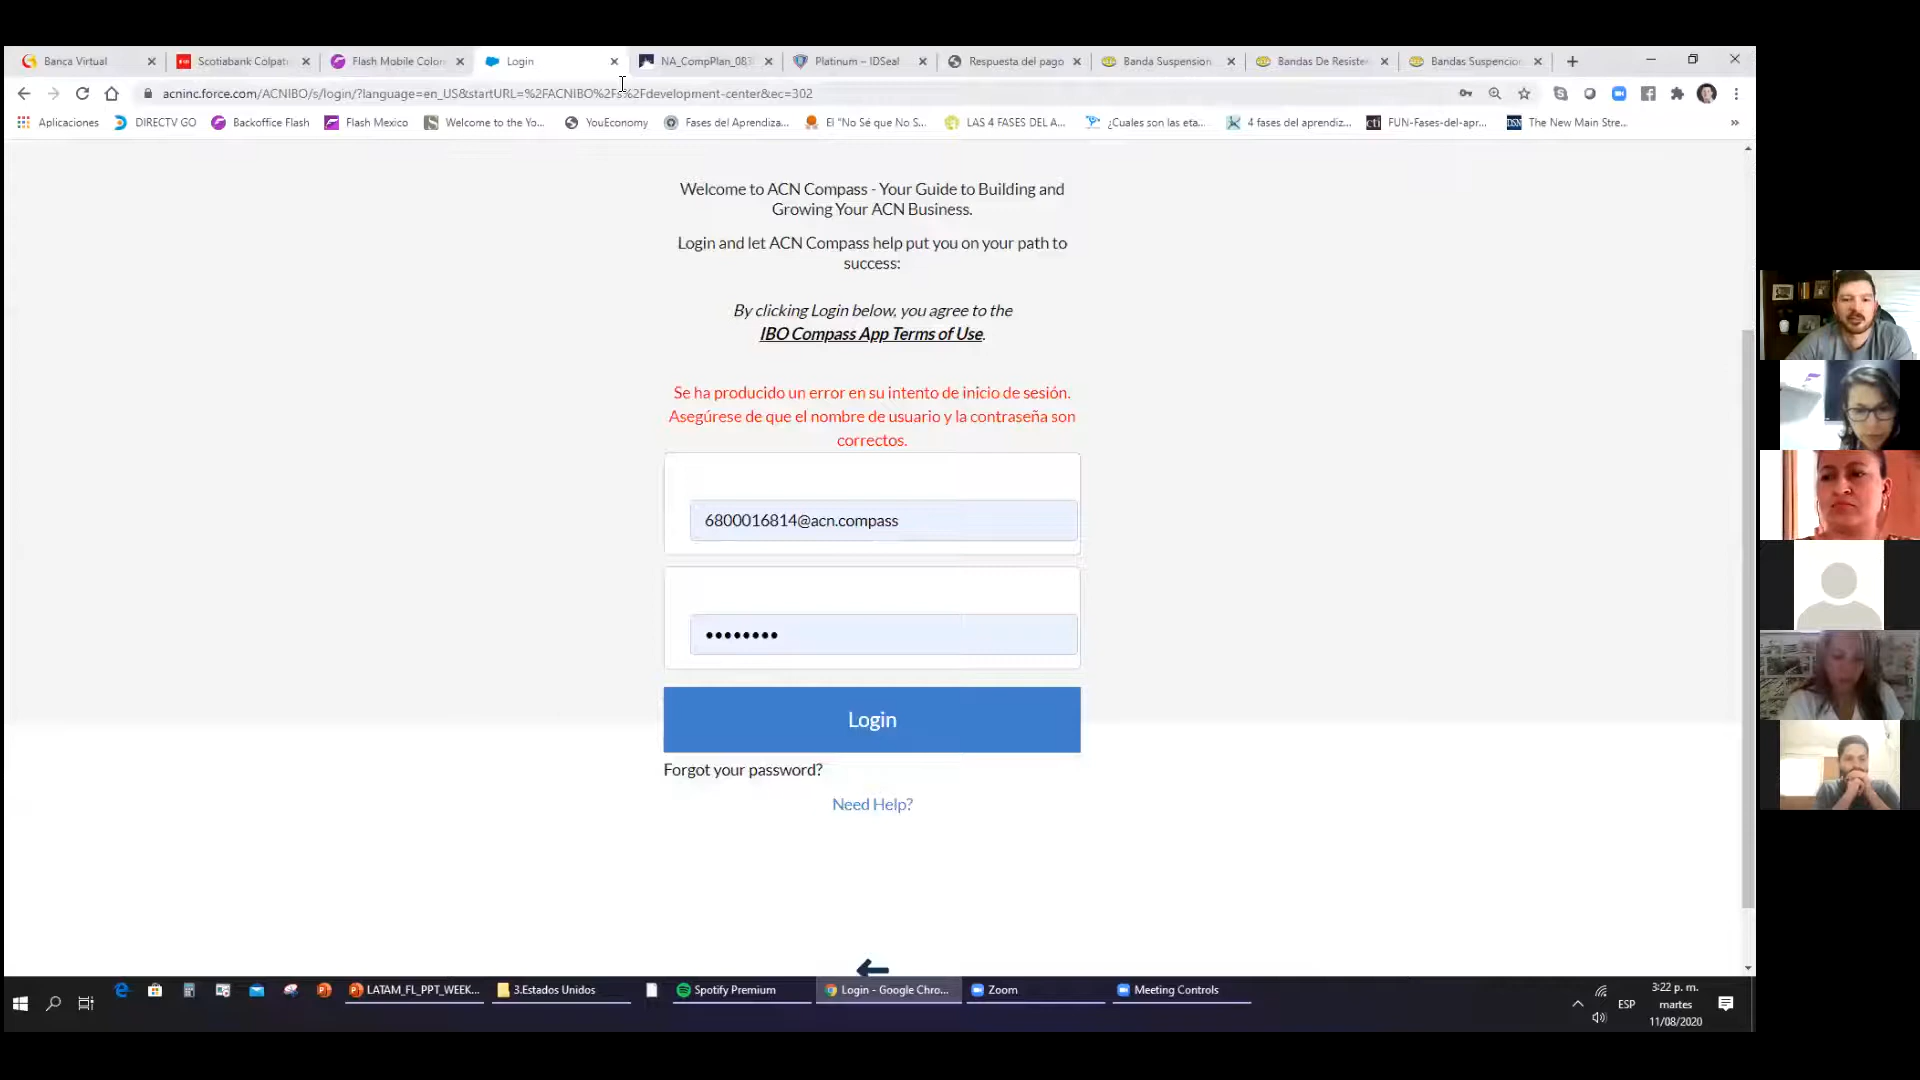 Banca Virtual
Scotiabank Colpat
Flash Mobile Color
Login
NA_CompPlan_087
Platinum – IDSeal
Respuesta del pago
Banda Suspension
Bandas De Resiste
Bandas Suspencio
acninc.force.com/ACNIBO/s/login/?language=en_US&startURL=%2FACNIBO%2Fs%2Fdevelopment-center&ec=302
Aplicaciones
DIRECTV GO
Backoffice Flash
Flash Mexico
Welcome to the Yo...
YouEconomy
Fases del Aprendiza...
El "No Sé que No S...
LAS 4 FASES DEL A...
¿Cuales son las eta...
4 fases del aprendiz...
cti
FUN-Fases-del-apr...
DSN
The New Main Stre...
»
Welcome to ACN Compass - Your Guide to Building and
Growing Your ACN Business.
Login and let ACN Compass help put you on your path to
success:
By clicking Login below, you agree to the
IBO Compass App Terms of Use.
Se ha producido un error en su intento de inicio de sesión.
Asegúrese de que el nombre de usuario y la contraseña son
correctos.
6800016814@acn.compass
••••••••
Login
Forgot your password?
Need Help?
LATAM_FL_PPT_WEEK...
3.Estados Unidos
Spotify Premium
Login - Google Chro...
Zoom
Meeting Controls
ESP
3:22 p. m.
martes
11/08/2020